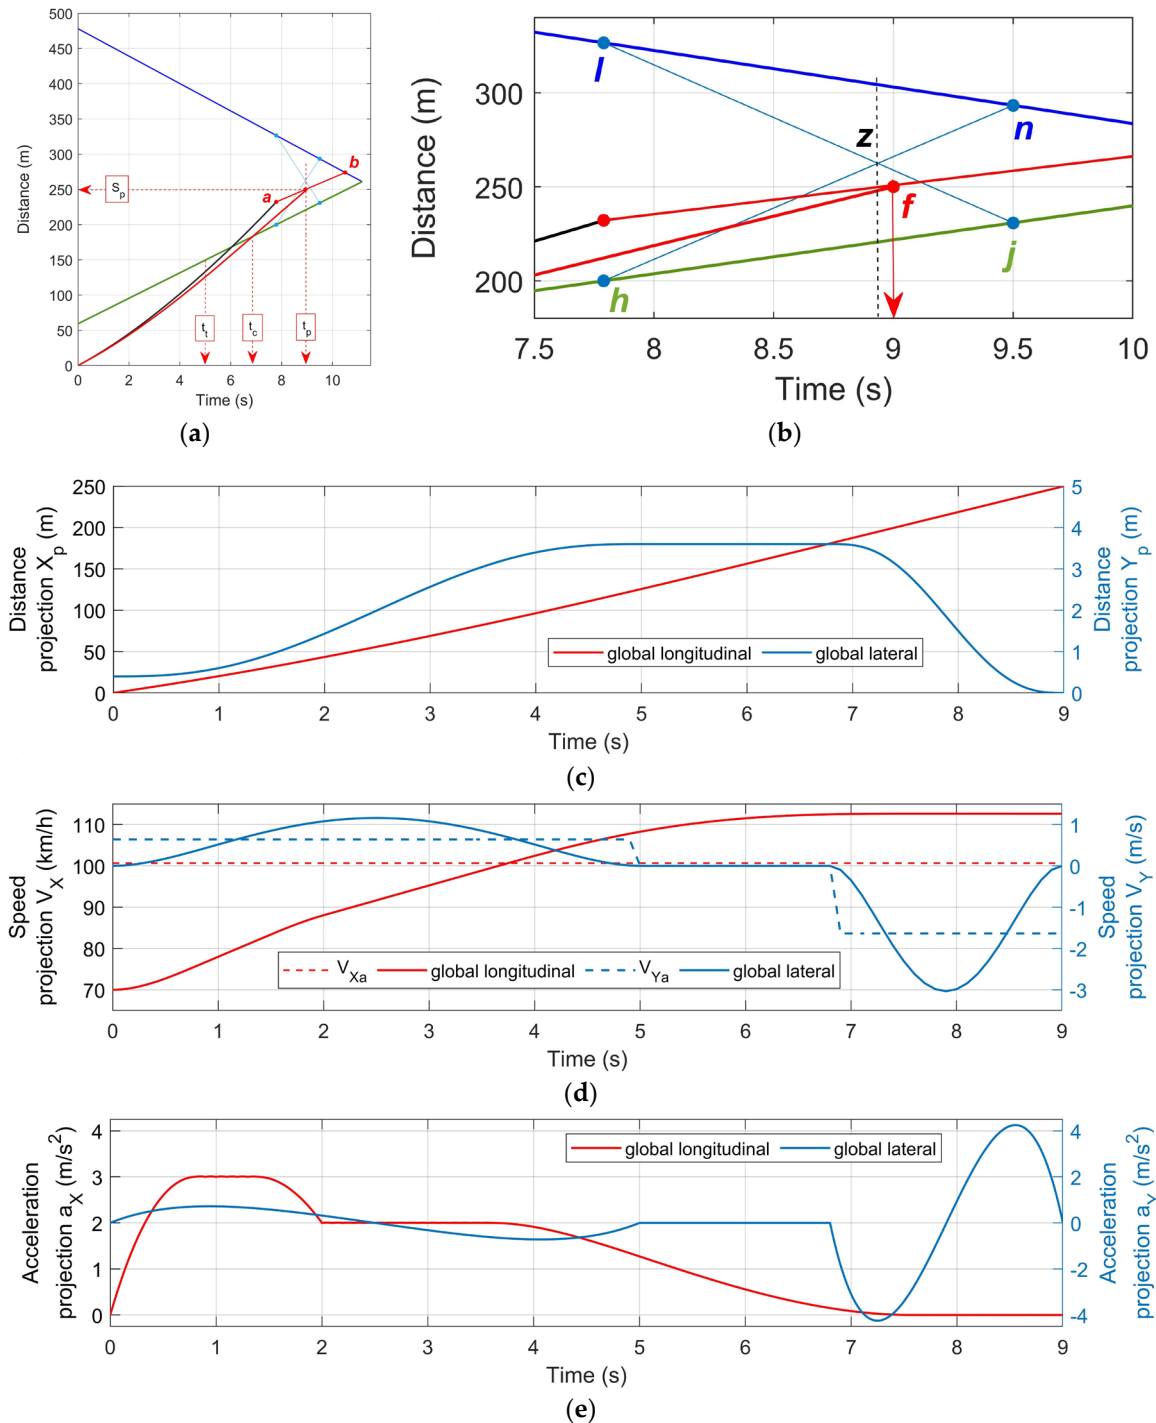 500
450
400
350
300
250
200
150
100
50
0
Distance (m)
S_p
a
b
t_t
t_c
t_p
0 2 4 6 8 10
Time (s)
(a)
300
250
200
Distance (m)
l
z
n
f
j
h
7.5 8 8.5 9 9.5 10
Time (s)
(b)
250
200
150
100
50
0
Distance
projection X_p (m)
5
4
3
2
1
0
Distance
projection Y_p (m)
global longitudinal global lateral
0 1 2 3 4 5 6 7 8 9
Time (s)
(c)
110
100
90
80
70
Speed
projection V_X (km/h)
1
0
-1
-2
-3
Speed
projection V_Y (m/s)
V_Xa global longitudinal V_Ya global lateral
0 1 2 3 4 5 6 7 8 9
Time (s)
(d)
4
3
2
1
0
Acceleration
projection a_X (m/s²)
4
2
0
-2
-4
Acceleration
projection a_Y (m/s²)
global longitudinal global lateral
0 1 2 3 4 5 6 7 8 9
Time (s)
(e)